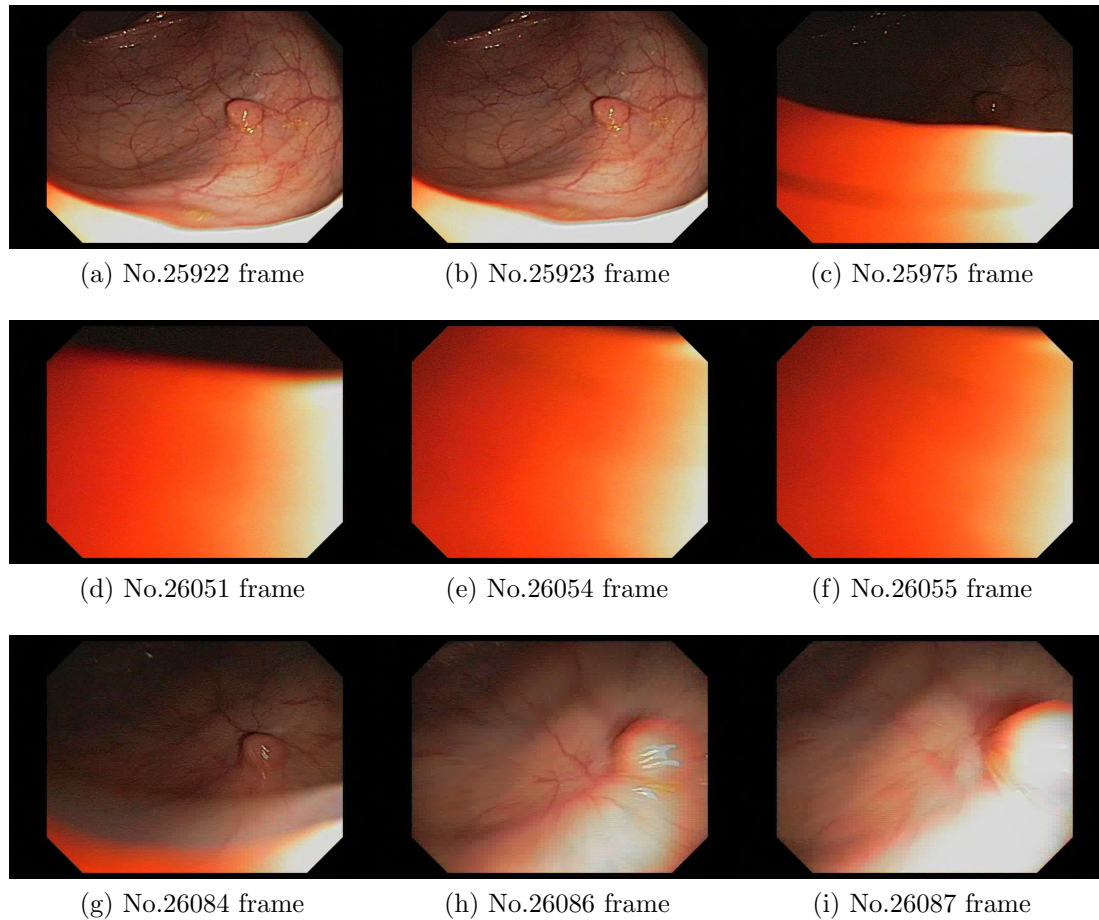 (a) No.25922 frame
(b) No.25923 frame
(c) No.25975 frame
(d) No.26051 frame
(e) No.26054 frame
(f) No.26055 frame
(g) No.26084 frame
(h) No.26086 frame
(i) No.26087 frame